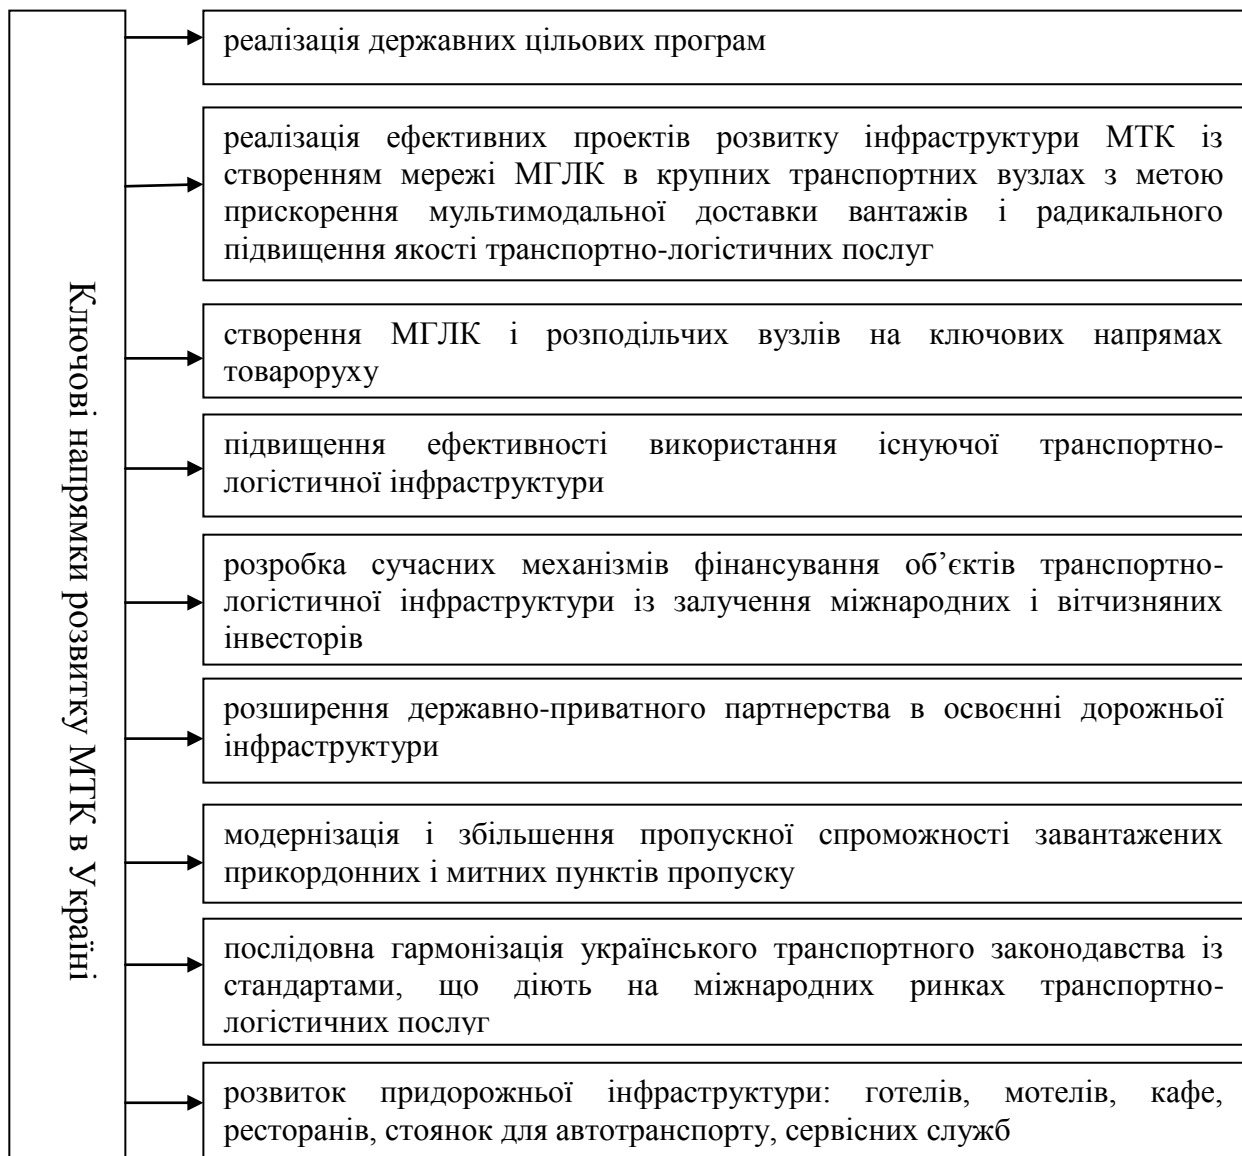 Ключові напрямки розвитку МТК в Україні
реалізація державних цільових програм
реалізація ефективних проектів розвитку інфраструктури МТК із
створенням мережі МГЛК в крупних транспортних вузлах з метою
прискорення мультимодальної доставки вантажів і радикального
підвищення якості транспортно-логістичних послуг
створення МГЛК і розподільчих вузлів на ключових напрямах
товароруху
підвищення ефективності використання існуючої транспортно-
логістичної інфраструктури
розробка сучасних механізмів фінансування об’єктів транспортно-
логістичної інфраструктури із залучення міжнародних і вітчизняних
інвесторів
розширення державно-приватного партнерства в освоєнні дорожньої
інфраструктури
модернізація і збільшення пропускної спроможності завантажених
прикордонних і митних пунктів пропуску
послідовна гармонізація українського транспортного законодавства із
стандартами, що діють на міжнародних ринках транспортно-
логістичних послуг
розвиток придорожньої інфраструктури: готелів, мотелів, кафе,
ресторанів, стоянок для автотранспорту, сервісних служб